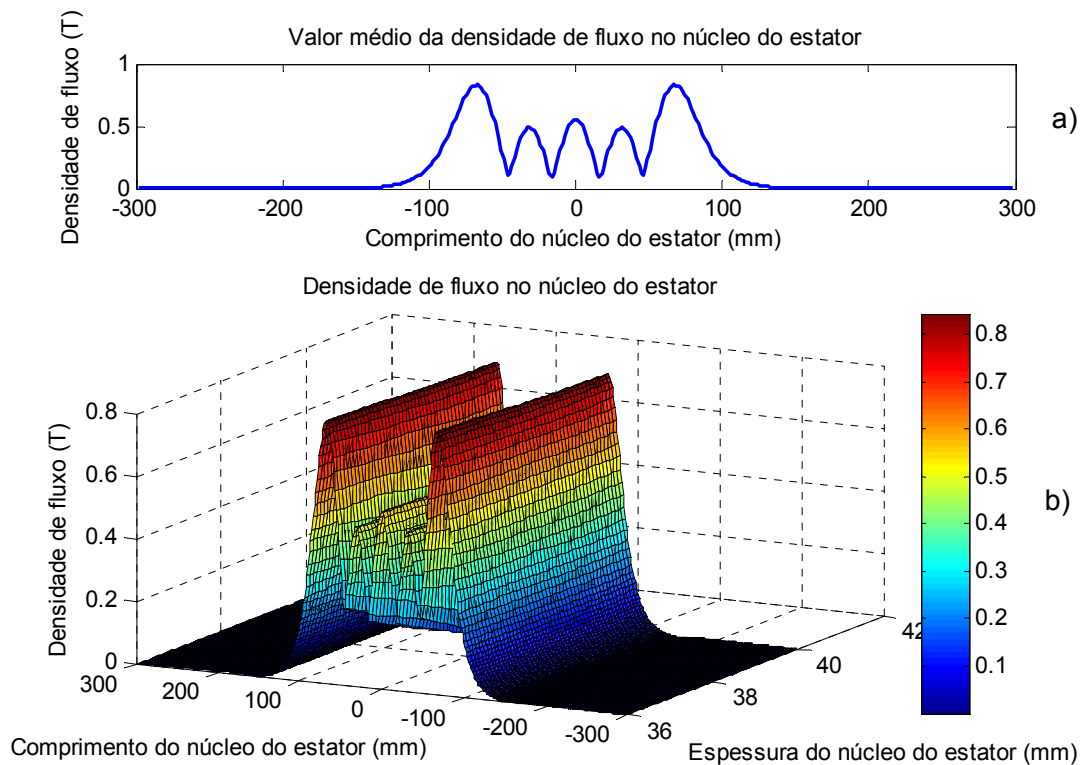 Valor médio da densidade de fluxo no núcleo do estator
Densidade de fluxo (T)
1
0.5
0
-300 -200 -100 0 100 200 300
Comprimento do núcleo do estator (mm)
a)
Densidade de fluxo no núcleo do estator
Densidade de fluxo (T)
0.8
0.6
0.4
0.2
0
300 200 100 0 -100 -200 -300
Comprimento do núcleo do estator (mm)
36 38 40 42
Espessura do núcleo do estator (mm)
0.8
0.7
0.6
0.5
0.4
0.3
0.2
0.1
b)